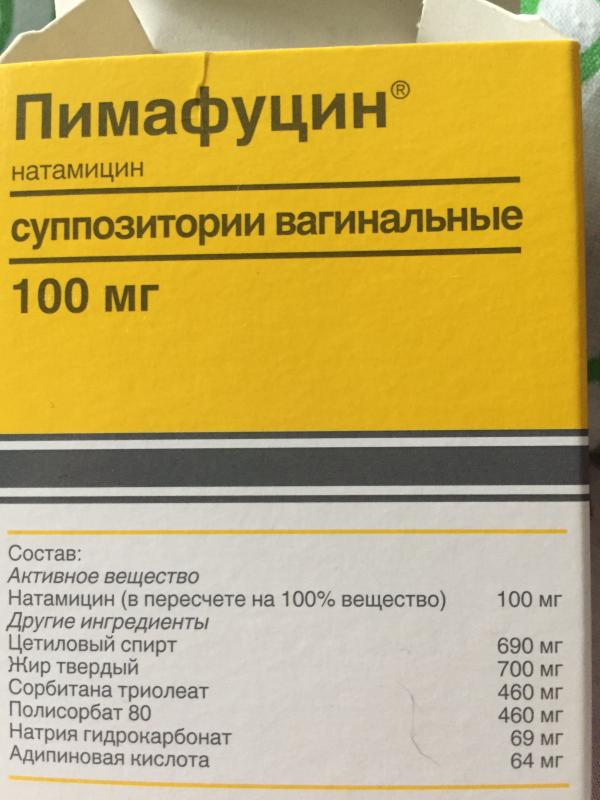 Пимафуцин®
натамицин
суппозитории вагинальные
100 мг
Состав:
Активное вещество
Натамицин (в пересчете на 100% вещество) 100 мг
Другие ингредиенты
Цетиловый спирт 690 мг
Жир твердый 700 мг
Сорбитана триолеат 460 мг
Полисорбат 80 460 мг
Натрия гидрокарбонат 69 мг
Адипиновая кислота 64 мг